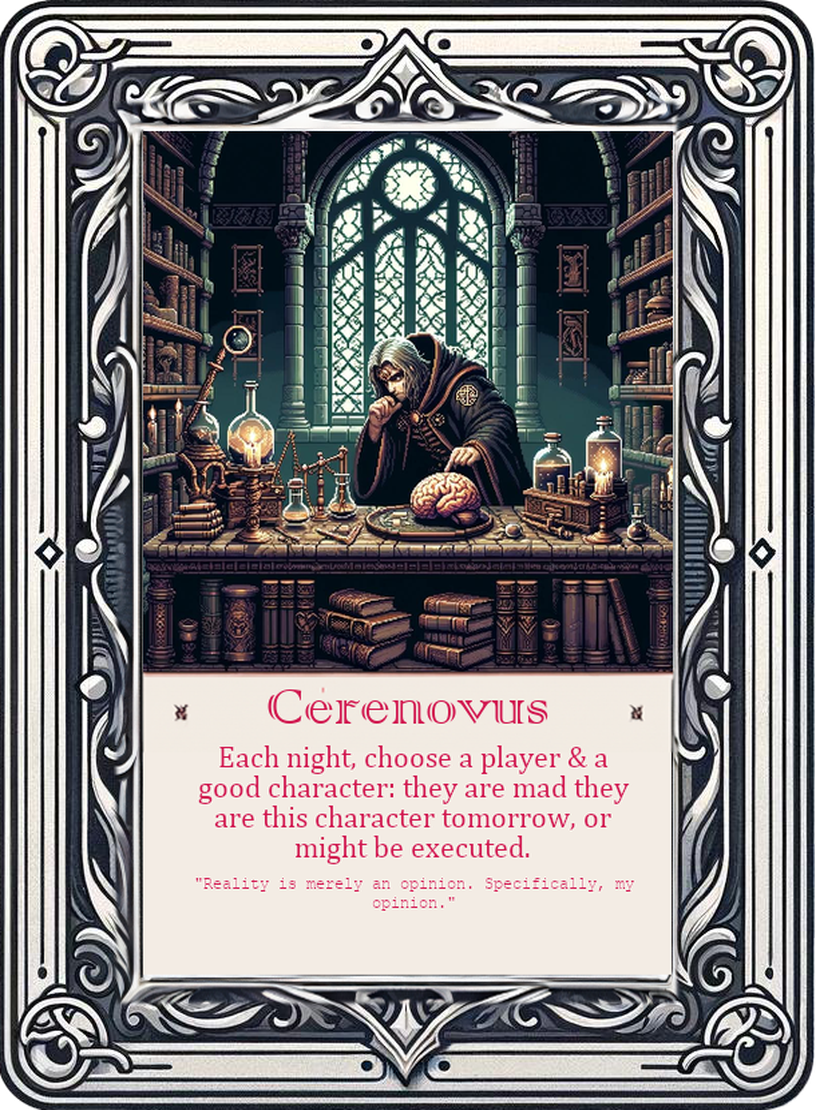 Cerenovus
Each night, choose a player & a
good character: they are mad they
are this character tomorrow, or
might be executed.
"Reality is merely an opinion. Specifically, my
opinion."